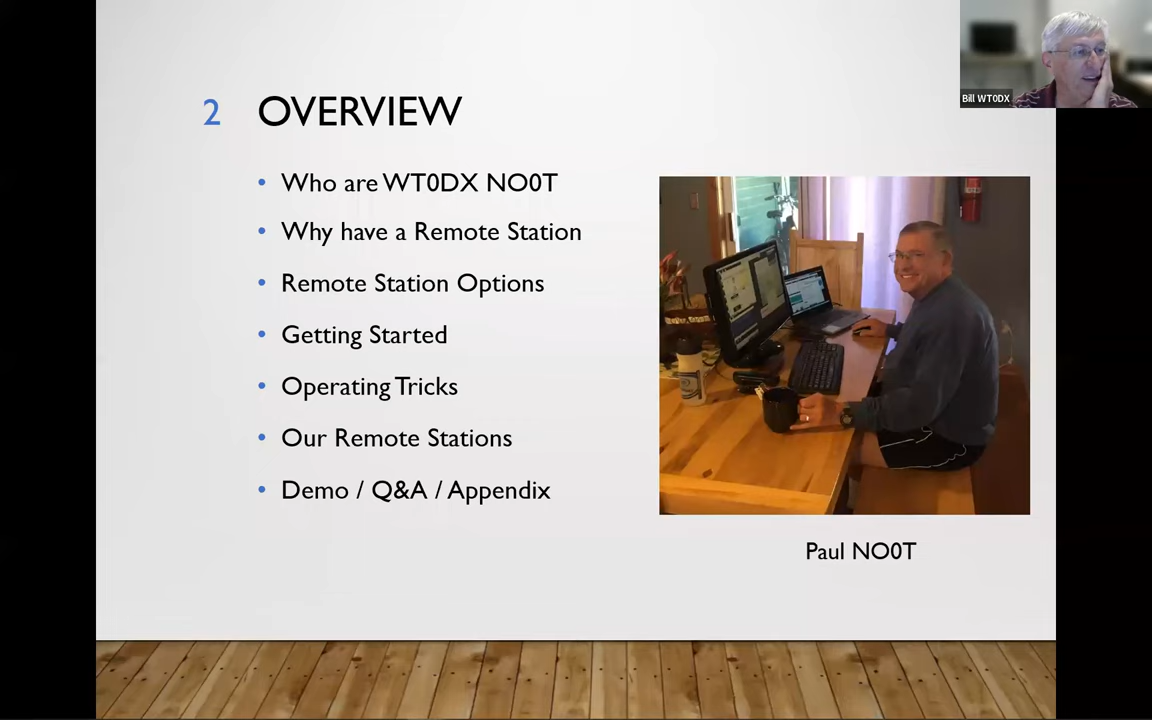 2 OVERVIEW
Bill WT0DX
Who are WT0DX NO0T
Why have a Remote Station
Remote Station Options
Getting Started
Operating Tricks
Our Remote Stations
Demo / Q&A / Appendix
Paul NO0T